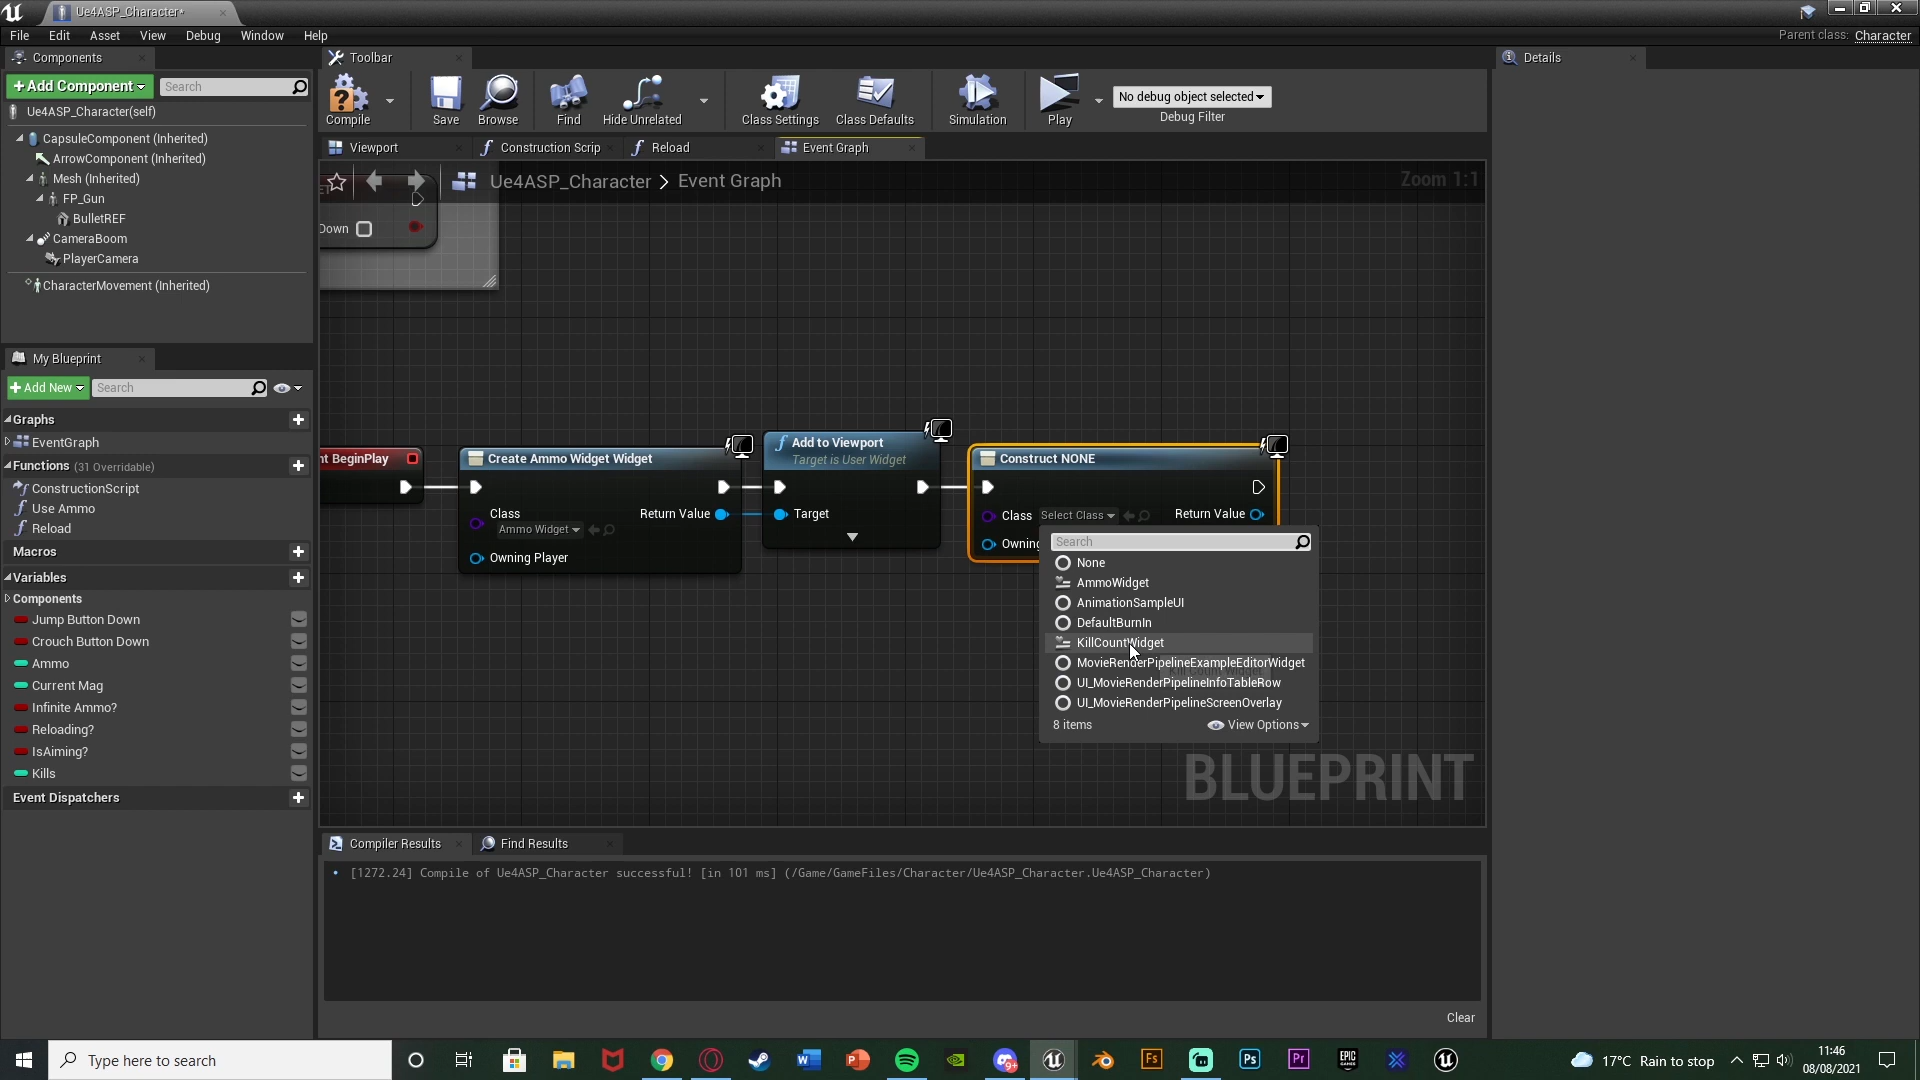 Ue4ASP_Character*
File Edit Asset View Debug Window Help
Parent class: Character
Components
Toolbar
Details
+Add Component
Search
Ue4ASP_Character(self)
CapsuleComponent (Inherited)
ArrowComponent (Inherited)
Mesh (Inherited)
FP_Gun
BulletREF
CameraBoom
PlayerCamera
CharacterMovement (Inherited)
Compile
Save
Browse
Find
Hide Unrelated
Class Settings
Class Defaults
Simulation
Play
No debug object selected
Debug Filter
Viewport
Construction Scrip
Reload
Event Graph
Ue4ASP_Character > Event Graph
Zoom 1:1
Down
My Blueprint
+Add New
Search
Graphs
EventGraph
Functions (31 Overridable)
ConstructionScript
Use Ammo
Reload
Macros
Variables
Components
Jump Button Down
Crouch Button Down
Ammo
Current Mag
Infinite Ammo?
Reloading?
IsAiming?
Kills
Event Dispatchers
nt BeginPlay
Create Ammo Widget Widget
Class
Ammo Widget
Return Value
Owning Player
Add to Viewport
Target is User Widget
Target
Construct NONE
Class Select Class
Return Value
Owning
Search
None
AmmoWidget
AnimationSampleUI
DefaultBurnIn
KillCountWidget
MovieRenderPipelineExampleEditorWidget
UI_MovieRenderPipelineInfoTableRow
UI_MovieRenderPipelineScreenOverlay
8 items
View Options
BLUEPRINT
Compiler Results
Find Results
[1272.24] Compile of Ue4ASP_Character successful! [in 101 ms] (/Game/GameFiles/Character/Ue4ASP_Character.Ue4ASP_Character)
Clear
Type here to search
17°C Rain to stop
11:46
08/08/2021